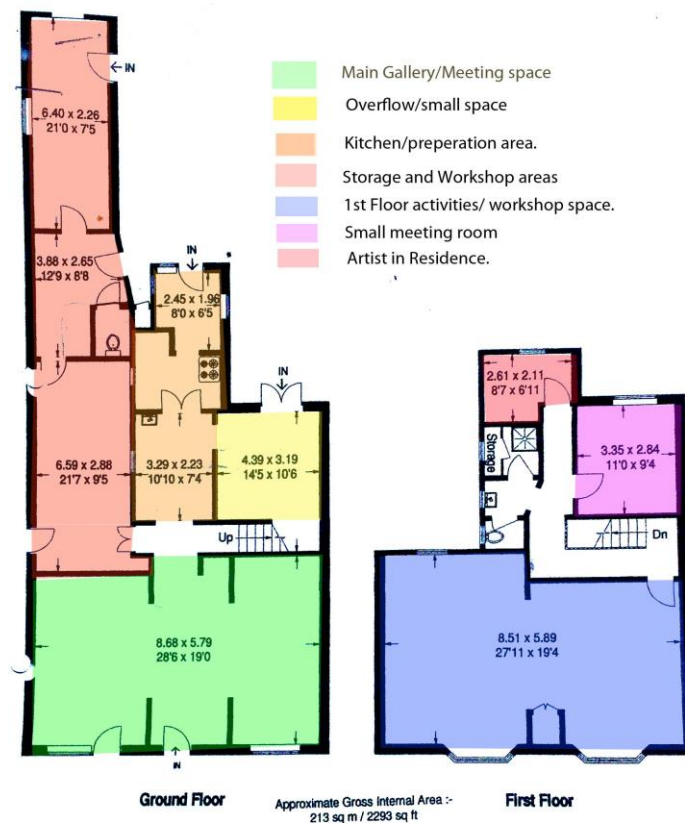 IN
6.40 x 2.26
21'0 x 7'5
Main Gallery/Meeting space
Overflow/small space
Kitchen/preperation area.
Storage and Workshop areas
1st Floor activities/ workshop space.
Small meeting room
Artist in Residence.
3.88 x 2.65
12'9 x 8'8
IN
2.45 x 1.96
8'0 x 6'5
IN
6.59 x 2.88
21'7 x 9'5
3.29 x 2.23
10'10 x 7'4
4.39 x 3.19
14'5 x 10'6
Up
8.68 x 5.79
28'6 x 19'0
IN
Ground Floor
2.61 x 2.11
8'7 x 6'11
Storage
3.35 x 2.84
11'0 x 9'4
Dn
8.51 x 5.89
27'11 x 19'4
First Floor
Approximate Gross Internal Area :-
213 sq m / 2293 sq ft